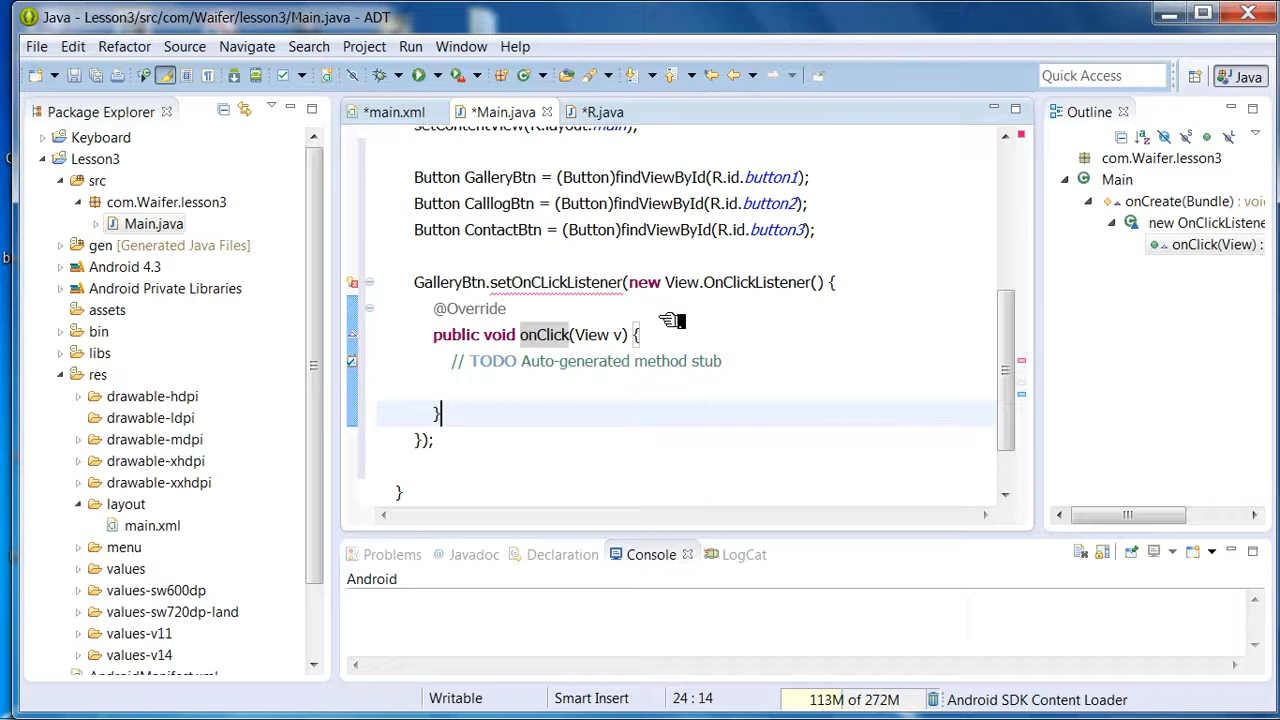 Java - Lesson3/src/com/Waifer/lesson3/Main.java - ADT
File Edit Refactor Source Navigate Search Project Run Window Help
Quick Access
Java
Package Explorer
Keyboard
Lesson3
src
com.Waifer.lesson3
Main.java
gen [Generated Java Files]
Android 4.3
Android Private Libraries
assets
bin
libs
res
drawable-hdpi
drawable-ldpi
drawable-mdpi
drawable-xhdpi
drawable-xxhdpi
layout
main.xml
menu
values
values-sw600dp
values-sw720dp-land
values-v11
values-v14
AndroidManifest.xml
*main.xml *Main.java *R.java
setContentView(R.layout.main);
Button GalleryBtn = (Button)findViewById(R.id.button1);
Button CalllogBtn = (Button)findViewById(R.id.button2);
Button ContactBtn = (Button)findViewById(R.id.button3);
GalleryBtn.setOnCLickListener(new View.OnClickListener() {
@Override
public void onClick(View v) {
// TODO Auto-generated method stub
}
});
}
Outline
com.Waifer.lesson3
Main
onCreate(Bundle) : voi
new OnClickListene
onClick(View) :
Problems Javadoc Declaration Console LogCat
Android
Writable Smart Insert 24 : 14 113M of 272M Android SDK Content Loader